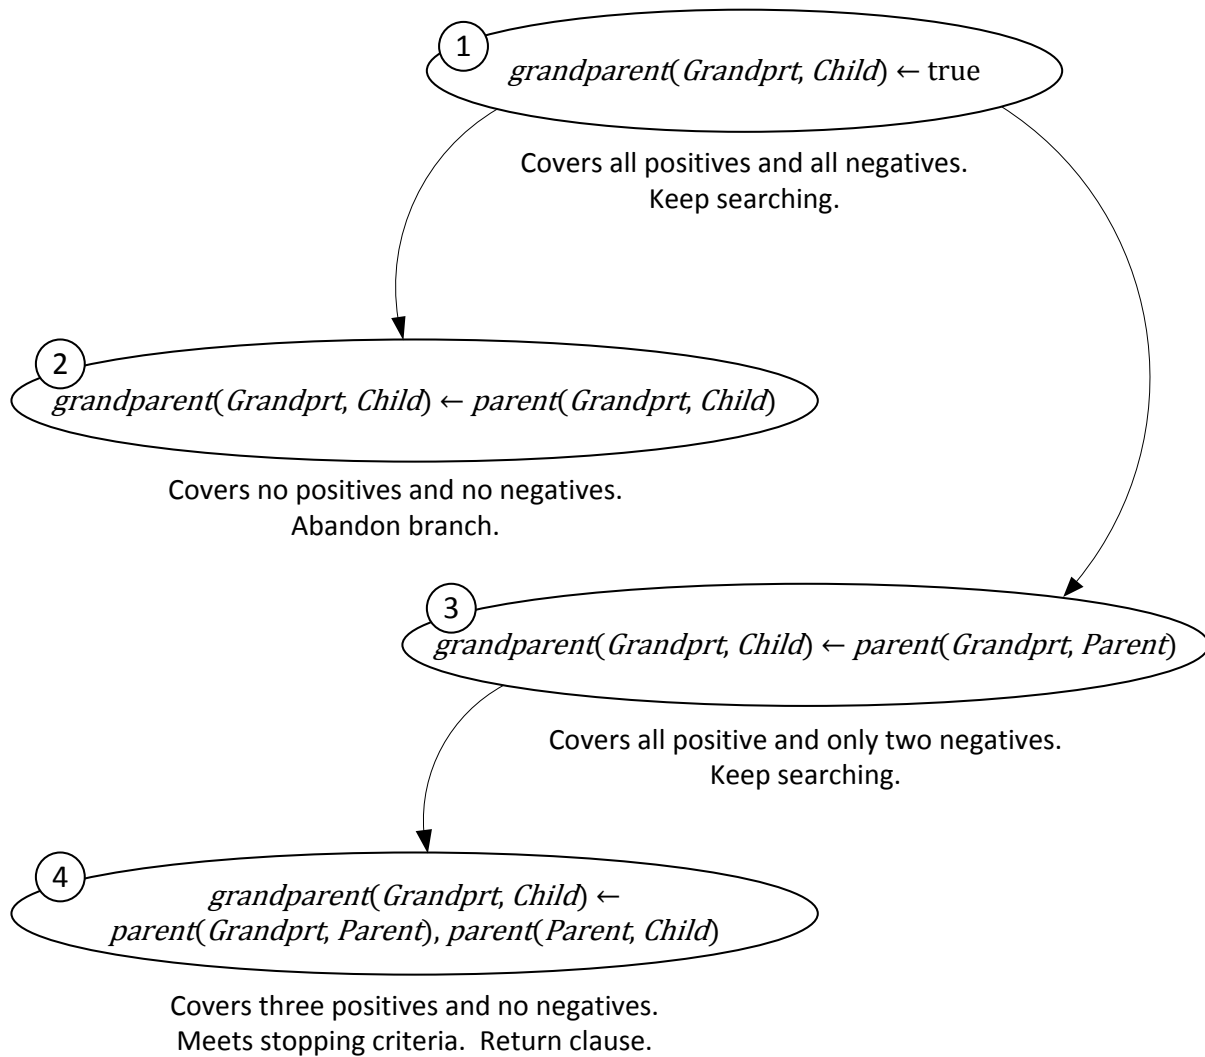 1
grandparent(Grandprt, Child) ← true
Covers all positives and all negatives.
Keep searching.
2
grandparent(Grandprt, Child) ← parent(Grandprt, Child)
Covers no positives and no negatives.
Abandon branch.
3
grandparent(Grandprt, Child) ← parent(Grandprt, Parent)
Covers all positive and only two negatives.
Keep searching.
4
grandparent(Grandprt, Child) ←
parent(Grandprt, Parent), parent(Parent, Child)
Covers three positives and no negatives.
Meets stopping criteria.  Return clause.